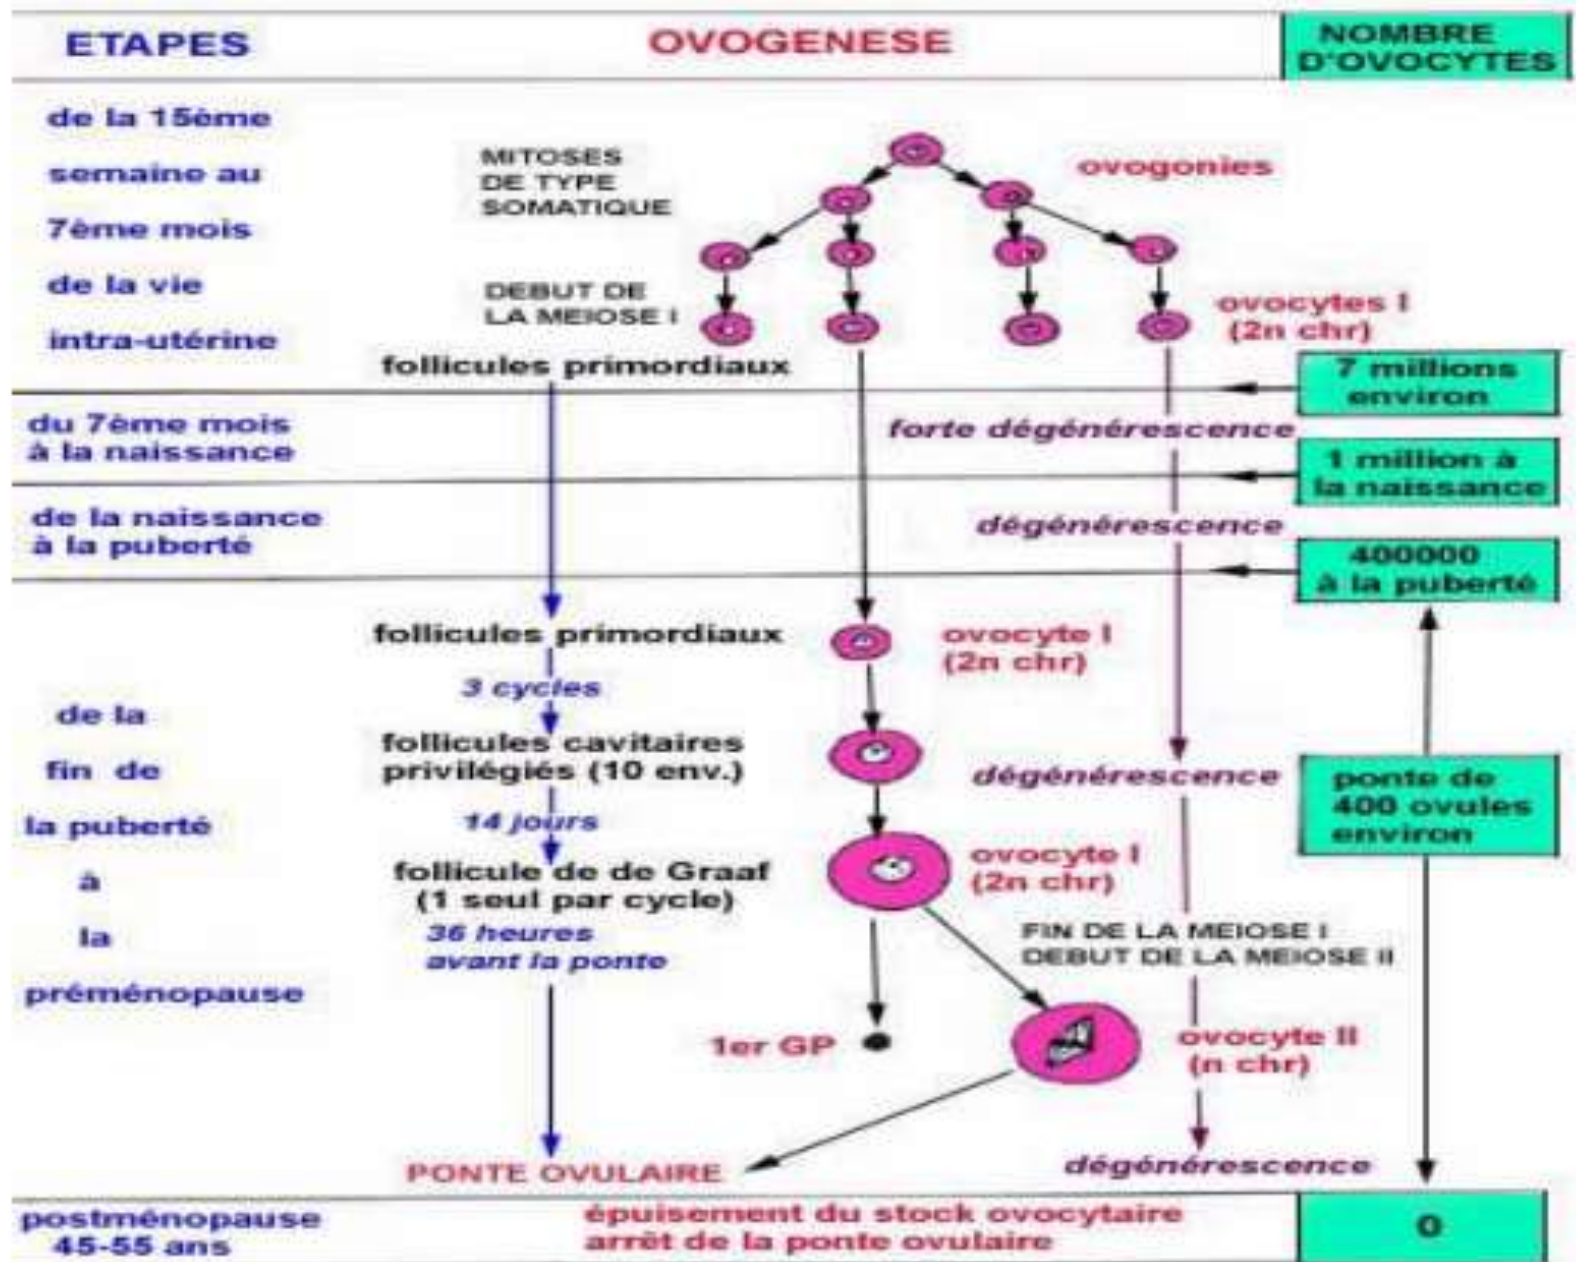 ETAPES
OVOGENESE
NOMBRE
D'OVOCYTES
de la 15ème
semaine au
7ème mois
de la vie
intra-utérine
MITOSES
DE TYPE
SOMATIQUE
ovogonies
DEBUT DE
LA MEIOSE I
ovocytes I
(2n chr)
follicules primordiaux
7 millions
environ
du 7ème mois
à la naissance
forte dégénérescence
1 million à
la naissance
de la naissance
à la puberté
dégénérescence
400000
à la puberté
follicules primordiaux
ovocyte I
(2n chr)
3 cycles
de la
fin de
la puberté
à
la
préménopause
follicules cavitaires
privilégiés (10 env.)
dégénérescence
ponte de
400 ovules
environ
14 jours
follicule de de Graaf
(1 seul par cycle)
ovocyte I
(2n chr)
36 heures
avant la ponte
FIN DE LA MEIOSE I
DEBUT DE LA MEIOSE II
1er GP
ovocyte II
(n chr)
PONTE OVULAIRE
dégénérescence
postménopause
45-55 ans
épuisement du stock ovocytaire
arrêt de la ponte ovulaire
0